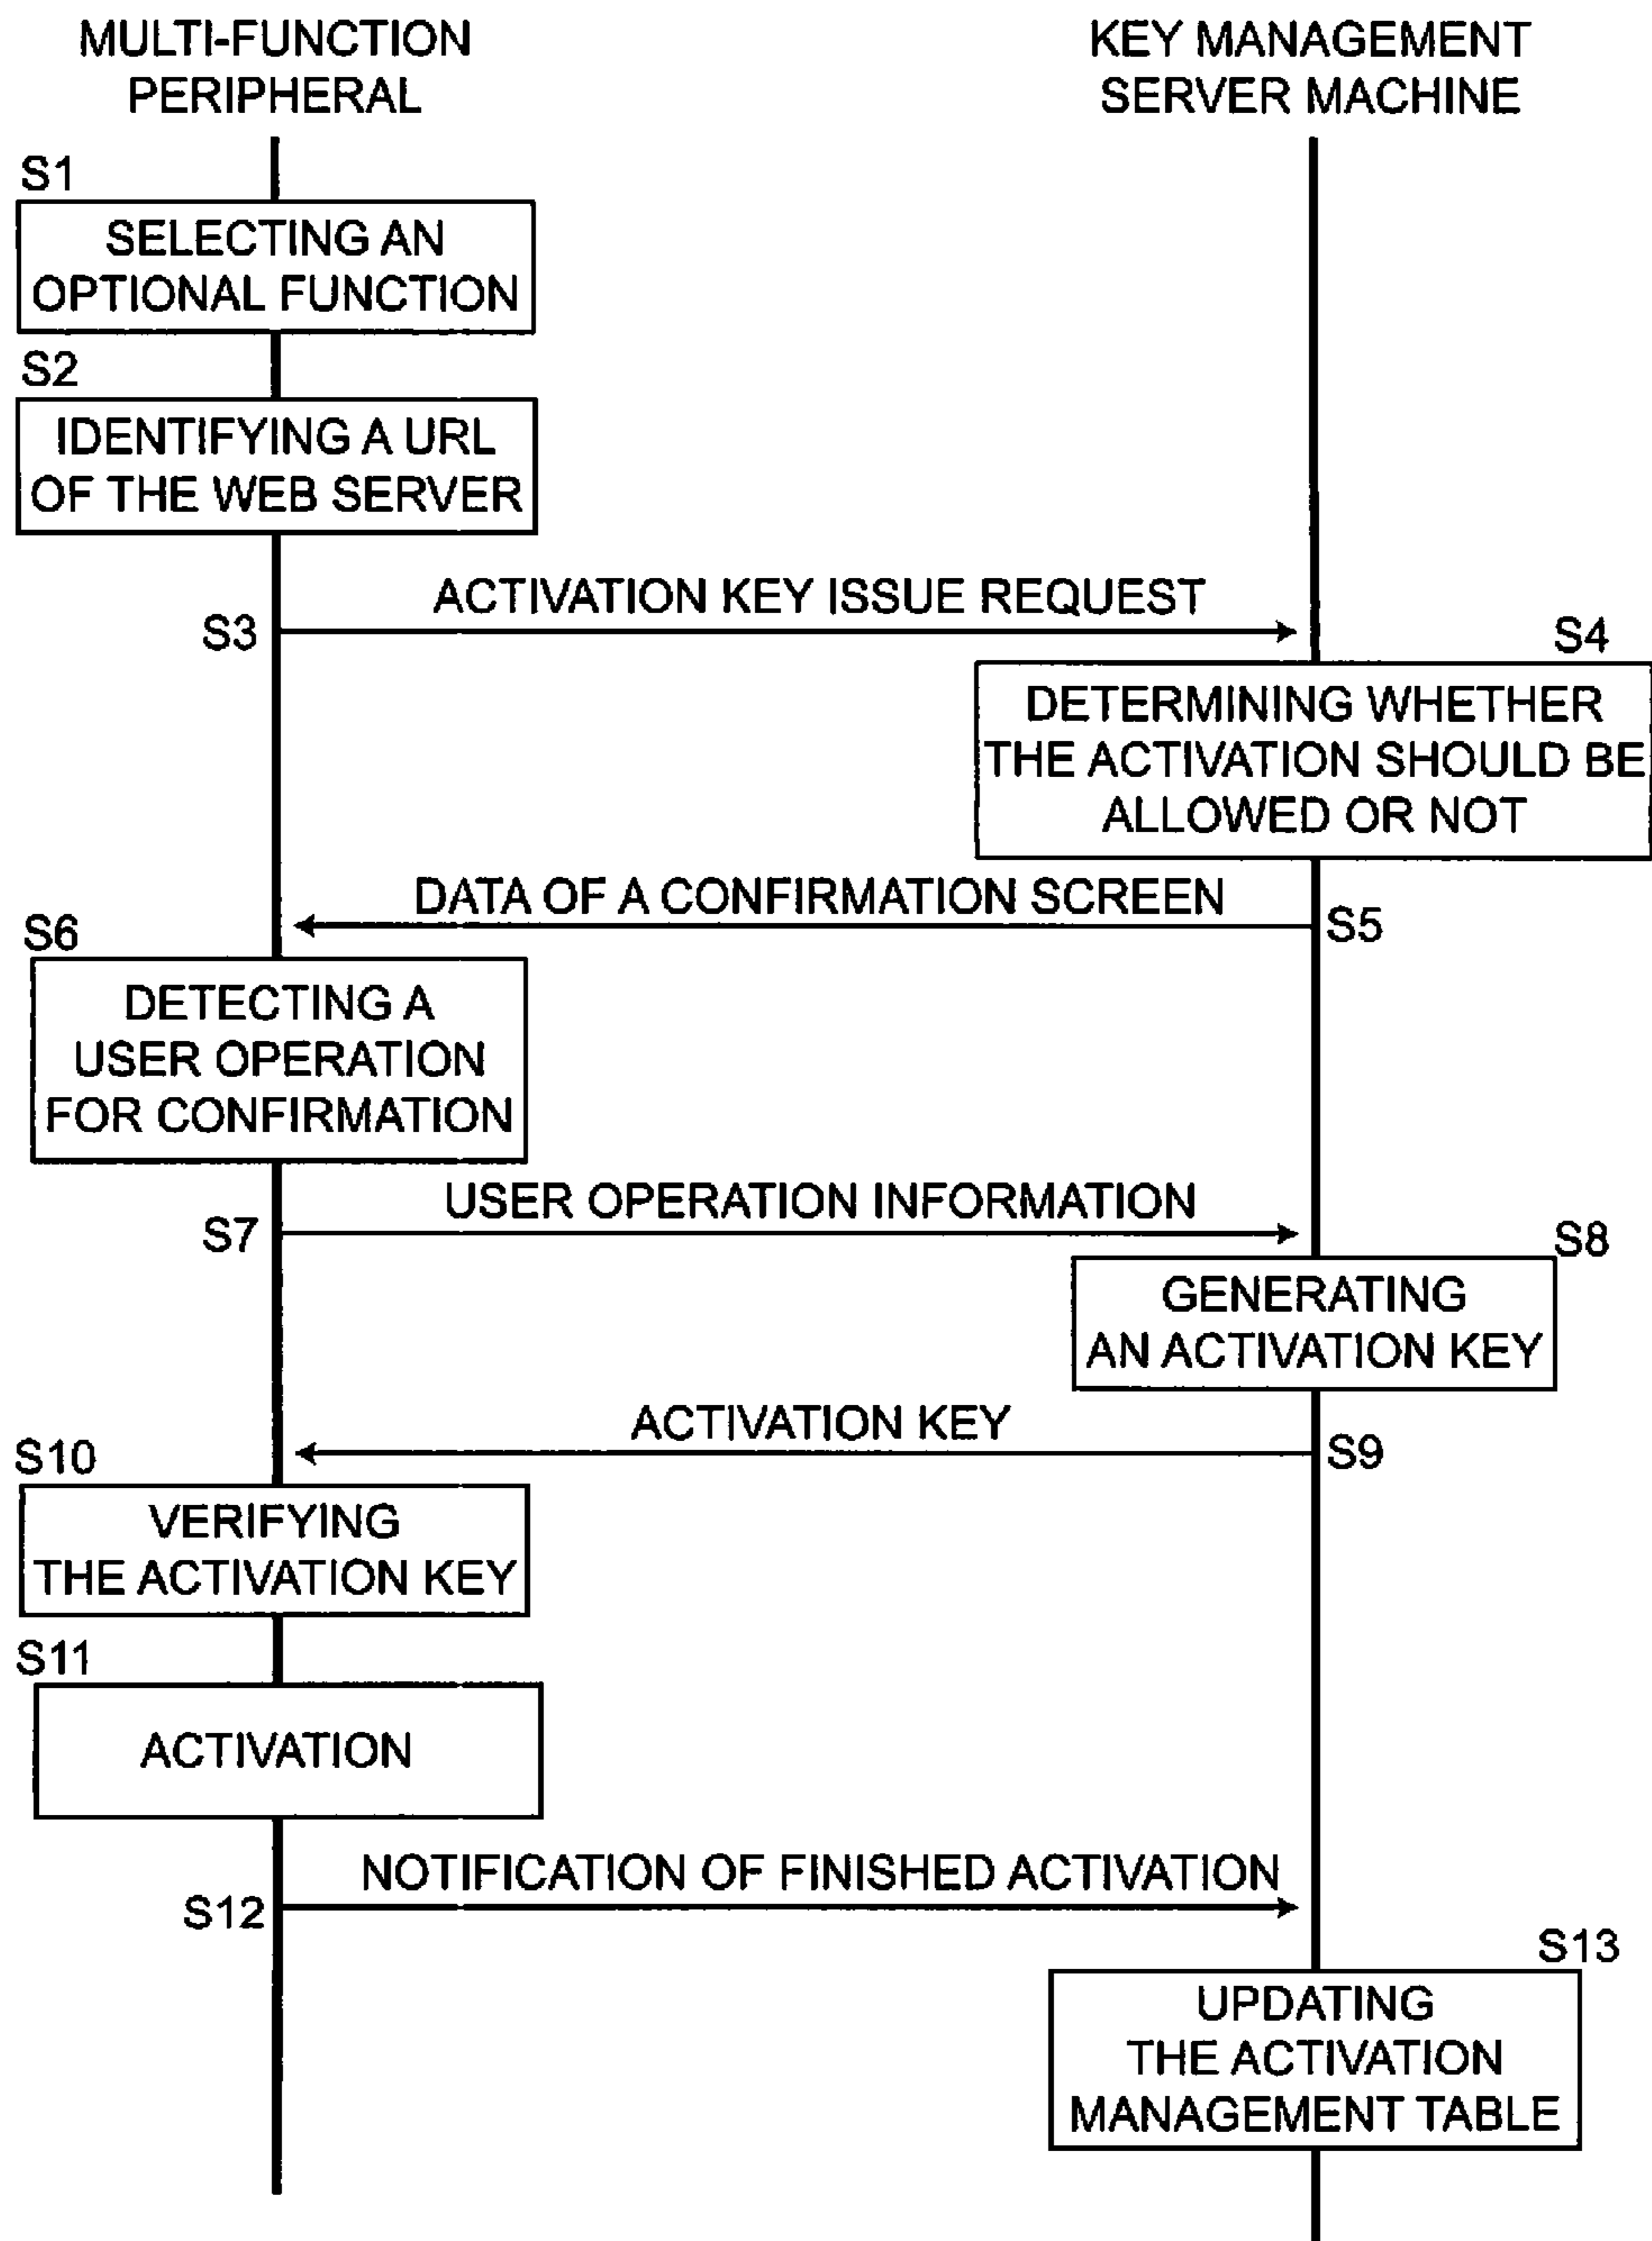 MULTI-FUNCTION
PERIPHERAL
KEY MANAGEMENT
SERVER MACHINE
S1
SELECTING AN
OPTIONAL FUNCTION
S2
IDENTIFYING A URL
OF THE WEB SERVER
ACTIVATION KEY ISSUE REQUEST
S3
S4
DETERMINING WHETHER
THE ACTIVATION SHOULD BE
ALLOWED OR NOT
DATA OF A CONFIRMATION SCREEN
S5
S6
DETECTING A
USER OPERATION
FOR CONFIRMATION
USER OPERATION INFORMATION
S7
S8
GENERATING
AN ACTIVATION KEY
ACTIVATION KEY
S9
S10
VERIFYING
THE ACTIVATION KEY
S11
ACTIVATION
NOTIFICATION OF FINISHED ACTIVATION
S12
S13
UPDATING
THE ACTIVATION
MANAGEMENT TABLE